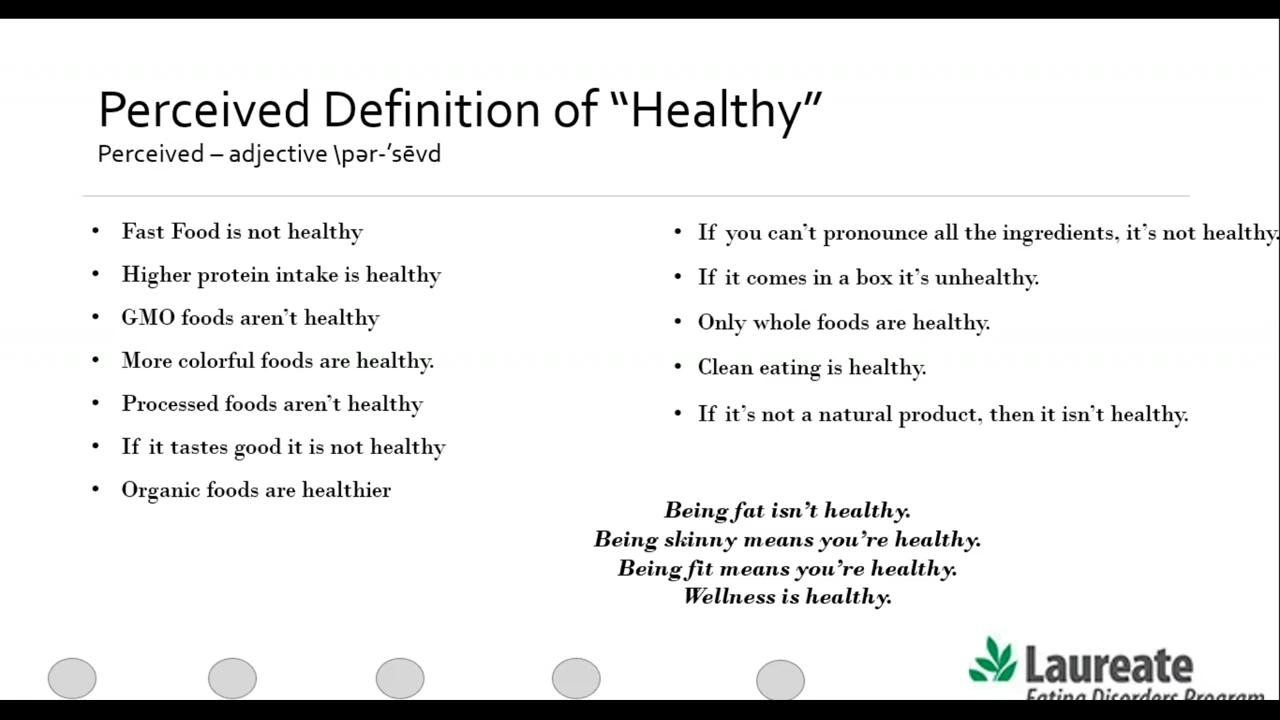 Perceived Definition of “Healthy”
Perceived – adjective \pər-ˈsēvd
• Fast Food is not healthy
• Higher protein intake is healthy
• GMO foods aren’t healthy
• More colorful foods are healthy.
• Processed foods aren’t healthy
• If it tastes good it is not healthy
• Organic foods are healthier
• If you can’t pronounce all the ingredients, it’s not healthy.
• If it comes in a box it’s unhealthy.
• Only whole foods are healthy.
• Clean eating is healthy.
• If it’s not a natural product, then it isn’t healthy.
Being fat isn’t healthy.
Being skinny means you’re healthy.
Being fit means you’re healthy.
Wellness is healthy.
Laureate
Eating Disorders Program